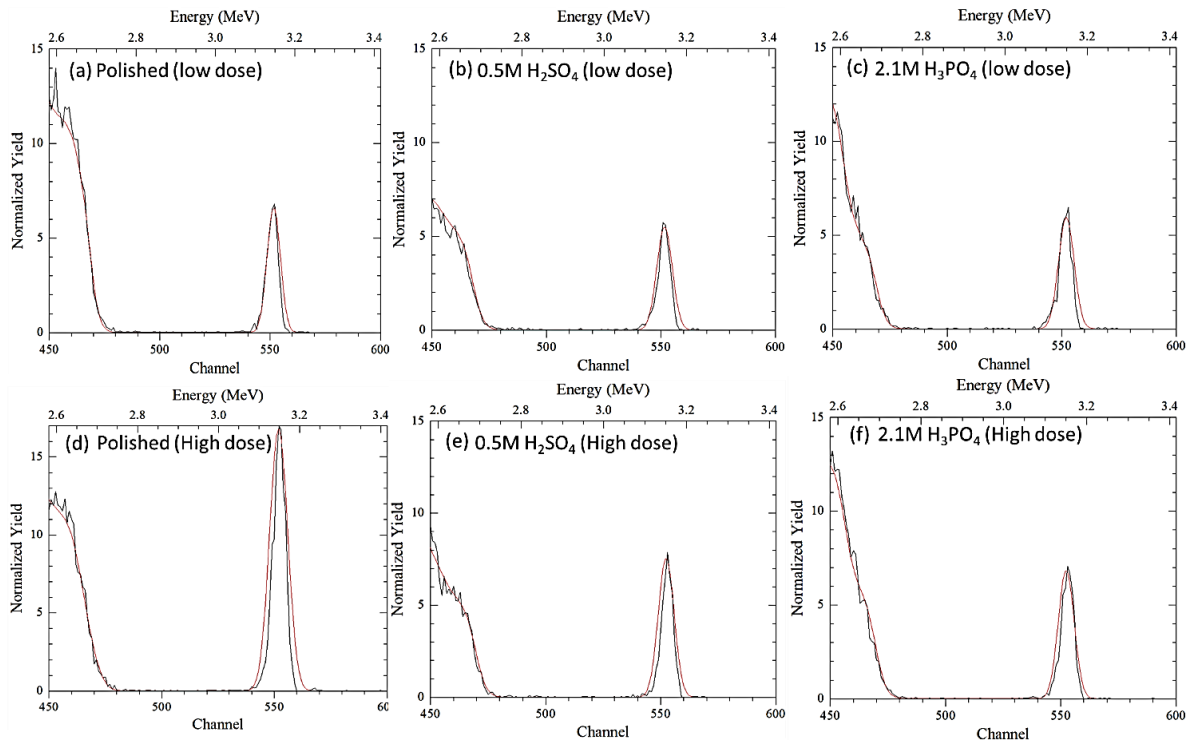 Energy (MeV)
2.6 2.8 3.0 3.2 3.4
15
(a) Polished (low dose)
10
Normalized Yield
5
0
450 500 550 600
Channel
Energy (MeV)
2.6 2.8 3.0 3.2 3.4
15
(b) 0.5M H₂SO₄ (low dose)
10
Normalized Yield
5
0
450 500 550 600
Channel
Energy (MeV)
2.6 2.8 3.0 3.2 3.4
15
(c) 2.1M H₃PO₄ (low dose)
10
Normalized Yield
5
0
450 500 550 600
Channel
Energy (MeV)
2.6 2.8 3.0 3.2 3.4
(d) Polished (High dose)
15
10
Normalized Yield
5
0
450 500 550
Channel
Energy (MeV)
2.6 2.8 3.0 3.2 3.4
15
(e) 0.5M H₂SO₄ (High dose)
10
Normalized Yield
5
0
450 500 550 600
Channel
Energy (MeV)
2.6 2.8 3.0 3.2 3.4
15
(f) 2.1M H₃PO₄ (High dose)
10
Normalized Yield
5
0
450 500 550 600
Channel